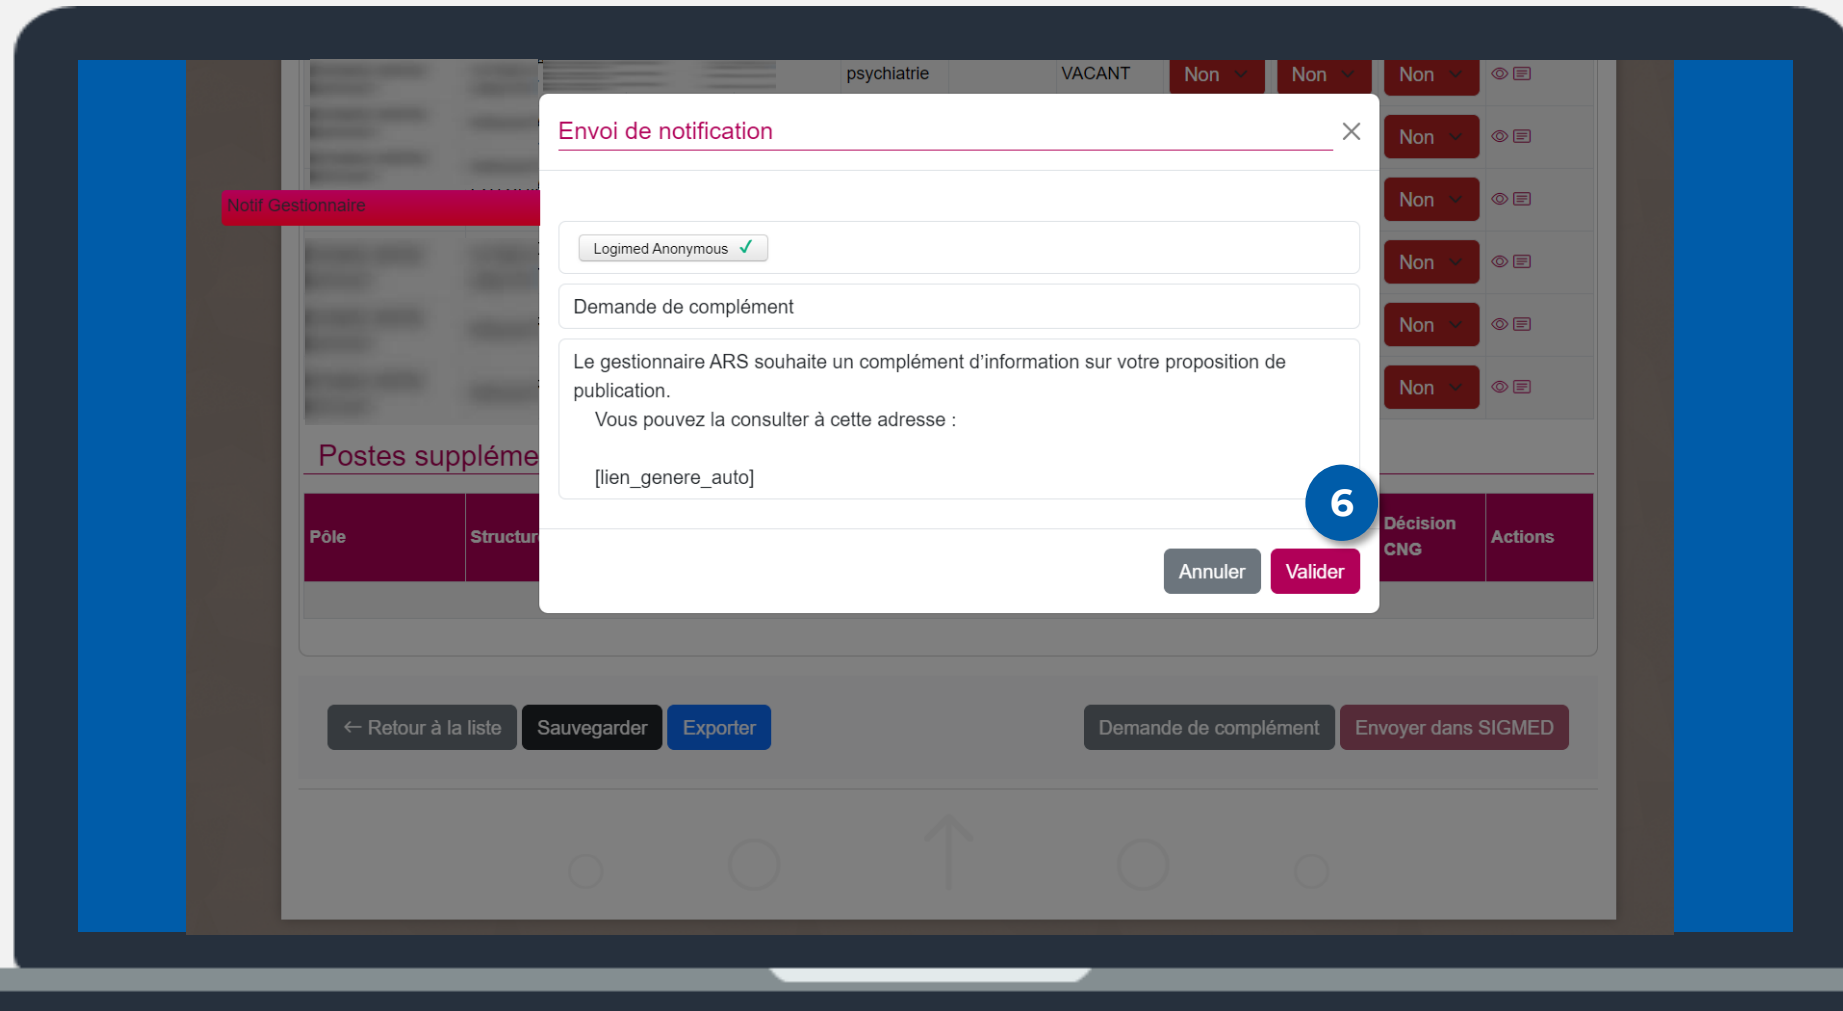 psychiatrie VACANT Non Non Non
Envoi de notification
Non
Non
Notif Gestionnaire
Logimed Anonymous
Non
Demande de complément
Non
Le gestionnaire ARS souhaite un complément d'information sur votre proposition de
publication.
Non
Vous pouvez la consulter à cette adresse :
Postes suppléme
[lien_genere_auto]
6
Pôle Structur Décision CNG Actions
Annuler Valider
← Retour à la liste Sauvegarder Exporter Demande de complément Envoyer dans SIGMED